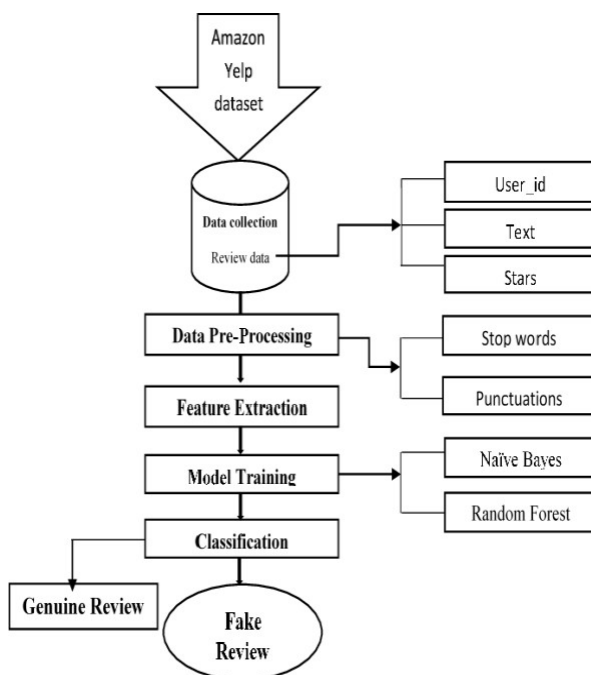 Amazon
Yelp
dataset
Data collection
Review data
User_id
Text
Stars
Data Pre-Processing
Stop words
Punctuations
Feature Extraction
Model Training
Naïve Bayes
Random Forest
Classification
Genuine Review
Fake
Review